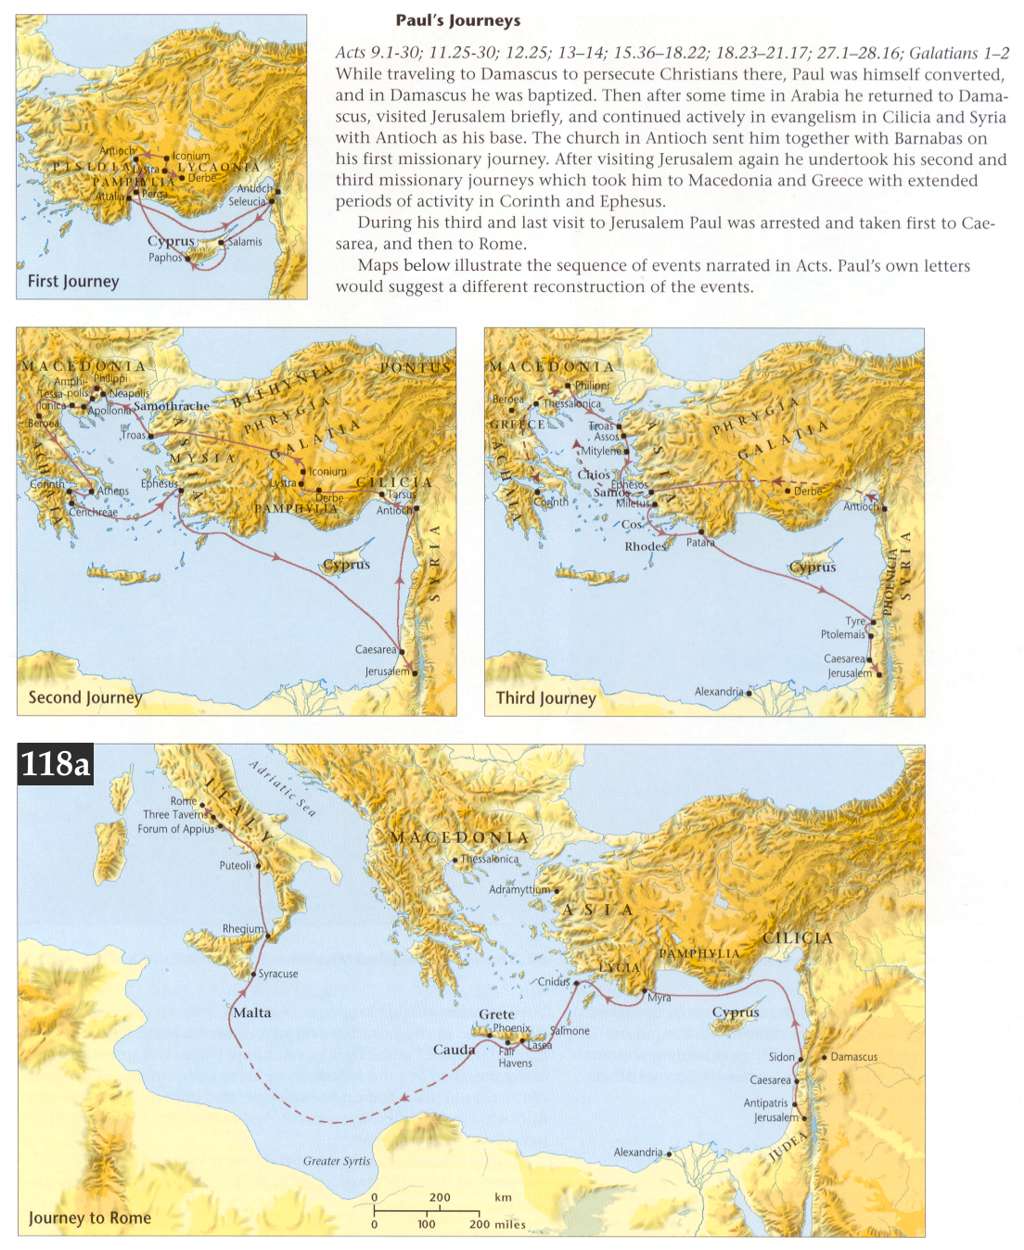 Paul's Journeys
Acts 9.1-30; 11.25-30; 12.25; 13–14; 15.36–18.22; 18.23–21.17; 27.1–28.16; Galatians 1–2
While traveling to Damascus to persecute Christians there, Paul was himself converted,
and in Damascus he was baptized. Then after some time in Arabia he returned to Dama-
scus, visited Jerusalem briefly, and continued actively in evangelism in Cilicia and Syria
with Antioch as his base. The church in Antioch sent him together with Barnabas on
his first missionary journey. After visiting Jerusalem again he undertook his second and
third missionary journeys which took him to Macedonia and Greece with extended
periods of activity in Corinth and Ephesus.
During his third and last visit to Jerusalem Paul was arrested and taken first to Cae-
sarea, and then to Rome.
Maps below illustrate the sequence of events narrated in Acts. Paul's own letters
would suggest a different reconstruction of the events.
Antioch
Iconium
PISIDIA
Lystra
LYCAONIA
Derbe
PAMPHYLIA
Perga
Attalia
Antioch
Seleucia
Cyprus
Salamis
Paphos
First Journey
MACEDONIA
PONTUS
BITHYNIA
Amphi-
polis
Philippi
Neapolis
Thessa-
lonica
Apollonia
Samothrache
Beroea
PHRYGIA
Troas
ASIA
GALATIA
MYSIA
ACHAIA
Iconium
Lystra
CILICIA
Corinth
Athens
Ephesus
Derbe
Tarsus
Cenchreae
PAMPHYLIA
Antioch
Cyprus
SYRIA
Caesarea
Jerusalem
Second Journey
MACEDONIA
Philippi
Beroea
Thessalonica
GREECE
Troas
Assos
PHRYGIA
ASIA
GALATIA
Mitylene
ACHAIA
Chios
Ephesos
Samos
Derbe
Corinth
Miletus
Antioch
Cos
Rhodes
Patara
Cyprus
PHOENICIA
SYRIA
Tyre
Ptolemais
Caesarea
Jerusalem
Alexandria
Third Journey
118a
Adriatic Sea
ITALY
Rome
Three Taverns
Forum of Appius
MACEDONIA
Thessalonica
Puteoli
Adramyttium
ASIA
Rhegium
CILICIA
PAMPHYLIA
LYCIA
Syracuse
Cnidus
Myra
Malta
Grete
Cyprus
Phoenix
Salmone
Cauda
Lasea
Fair
Havens
Sidon
Damascus
Caesarea
Antipatris
Jerusalem
JUDEA
Alexandria
Greater Syrtis
0 200 km
0 100 200 miles
Journey to Rome